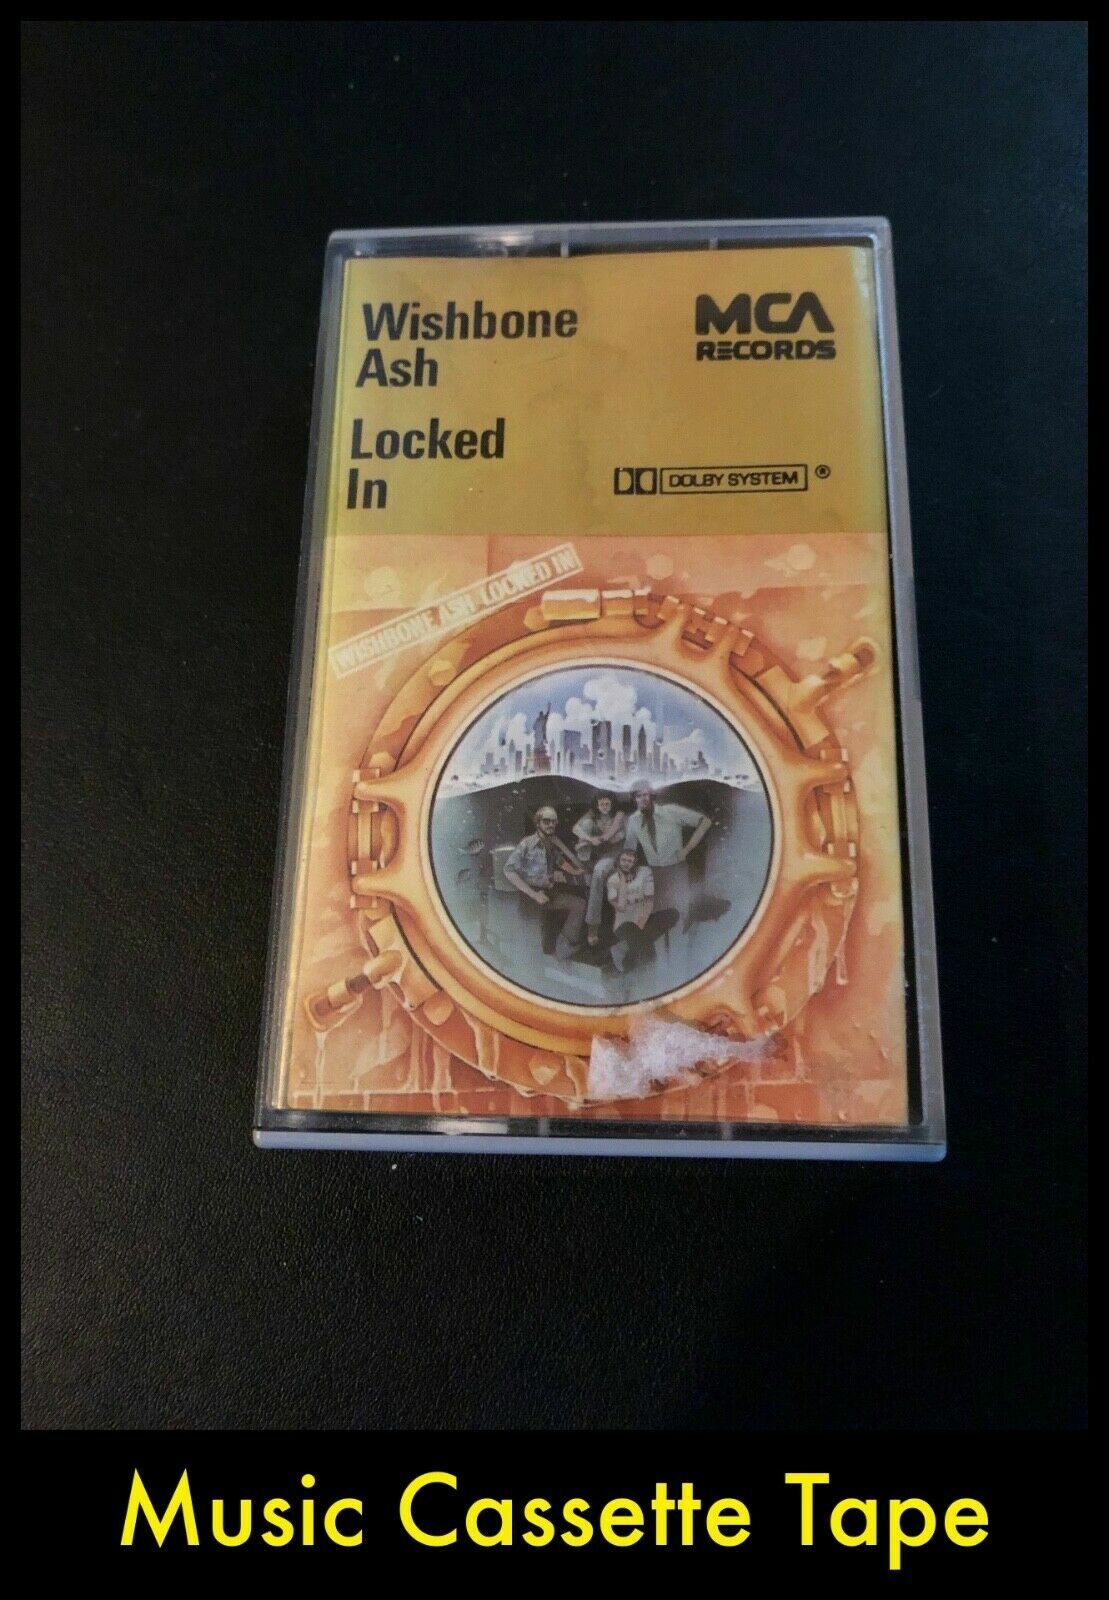 Wishbone
Ash
Locked
In
MCA
RECORDS
DOLBY SYSTEM ®
WISHBONE ASH LOCKED IN
Music Cassette Tape